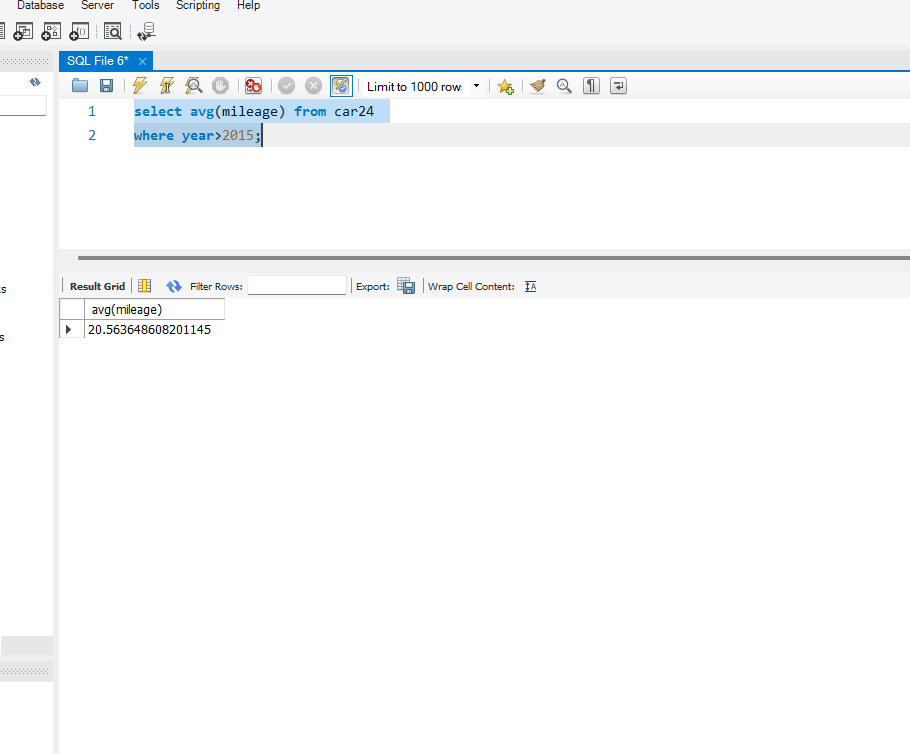 Database Server Tools Scripting Help
SQL File 6*
Limit to 1000 row
1 select avg(mileage) from car24
2 where year>2015;
Result Grid Filter Rows: Export: Wrap Cell Content:
avg(mileage)
20.563648608201145